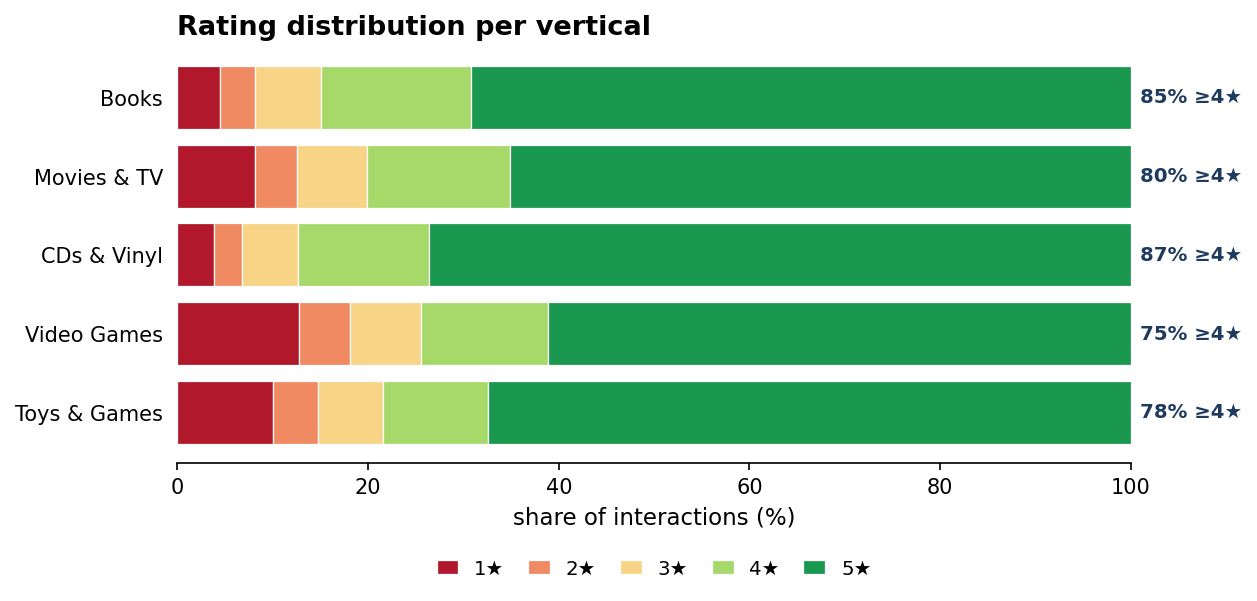 Rating distribution per vertical
Books
85% ≥4★
Movies & TV
80% ≥4★
CDs & Vinyl
87% ≥4★
Video Games
75% ≥4★
Toys & Games
78% ≥4★
0 20 40 60 80 100
share of interactions (%)
1★ 2★ 3★ 4★ 5★